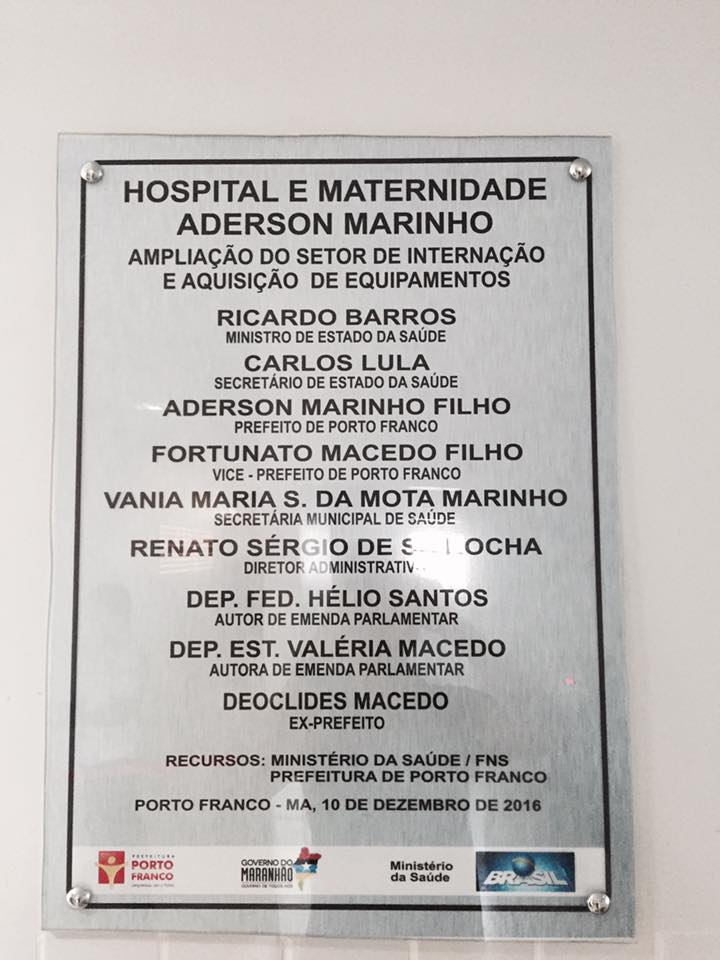 HOSPITAL E MATERNIDADE
ADERSON MARINHO
AMPLIAÇÃO DO SETOR DE INTERNAÇÃO
E AQUISIÇÃO DE EQUIPAMENTOS
RICARDO BARROS
MINISTRO DE ESTADO DA SAÚDE
CARLOS LULA
SECRETÁRIO DE ESTADO DA SAÚDE
ADERSON MARINHO FILHO
PREFEITO DE PORTO FRANCO
FORTUNATO MACEDO FILHO
VICE - PREFEITO DE PORTO FRANCO
VANIA MARIA S. DA MOTA MARINHO
SECRETÁRIA MUNICIPAL DE SAÚDE
RENATO SÉRGIO DE
DIRETOR
DEP. FED. HÉLIO SANTOS
AUTOR DE EMENDA PARLAMENTAR
DEP. EST. VALÉRIA MACEDO
AUTORA DE EMENDA PARLAMENTAR
DEOCLIDES MACEDO
EX-PREFEITO
RECURSOS: MINISTÉRIO DA SAÚDE / FNS
PREFEITURA DE PORTO FRANCO
PORTO FRANCO - MA, 10 DE DEZEMBRO DE 2016
PREFEITURA
PORTO
FRANCO
GOVERNO DO
MARANHÃO
GOVERNO DE TODOS NÓS
Ministério
da Saúde
BRASIL